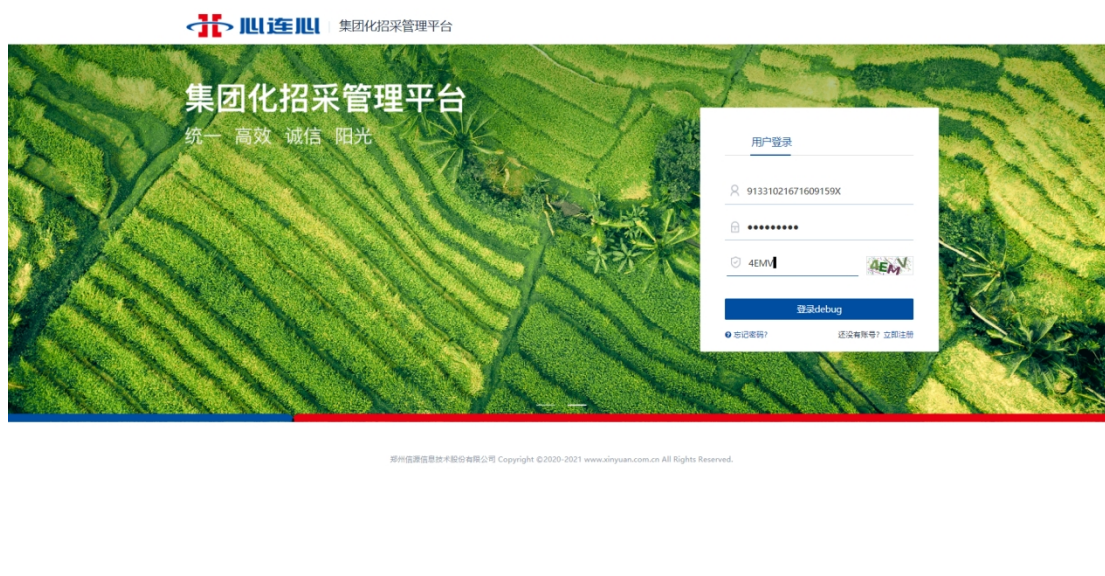 心连心 集团化招采管理平台
集团化招采管理平台
统一 高效 诚信 阳光
用户登录
91331021671609159X
•••••••••
4EMV 4EMV
登录debug
忘记密码? 还没有账号? 立即注册
郑州信源信息技术股份有限公司 Copyright ©2020-2021 www.xinyuan.com.cn All Rights Reserved.